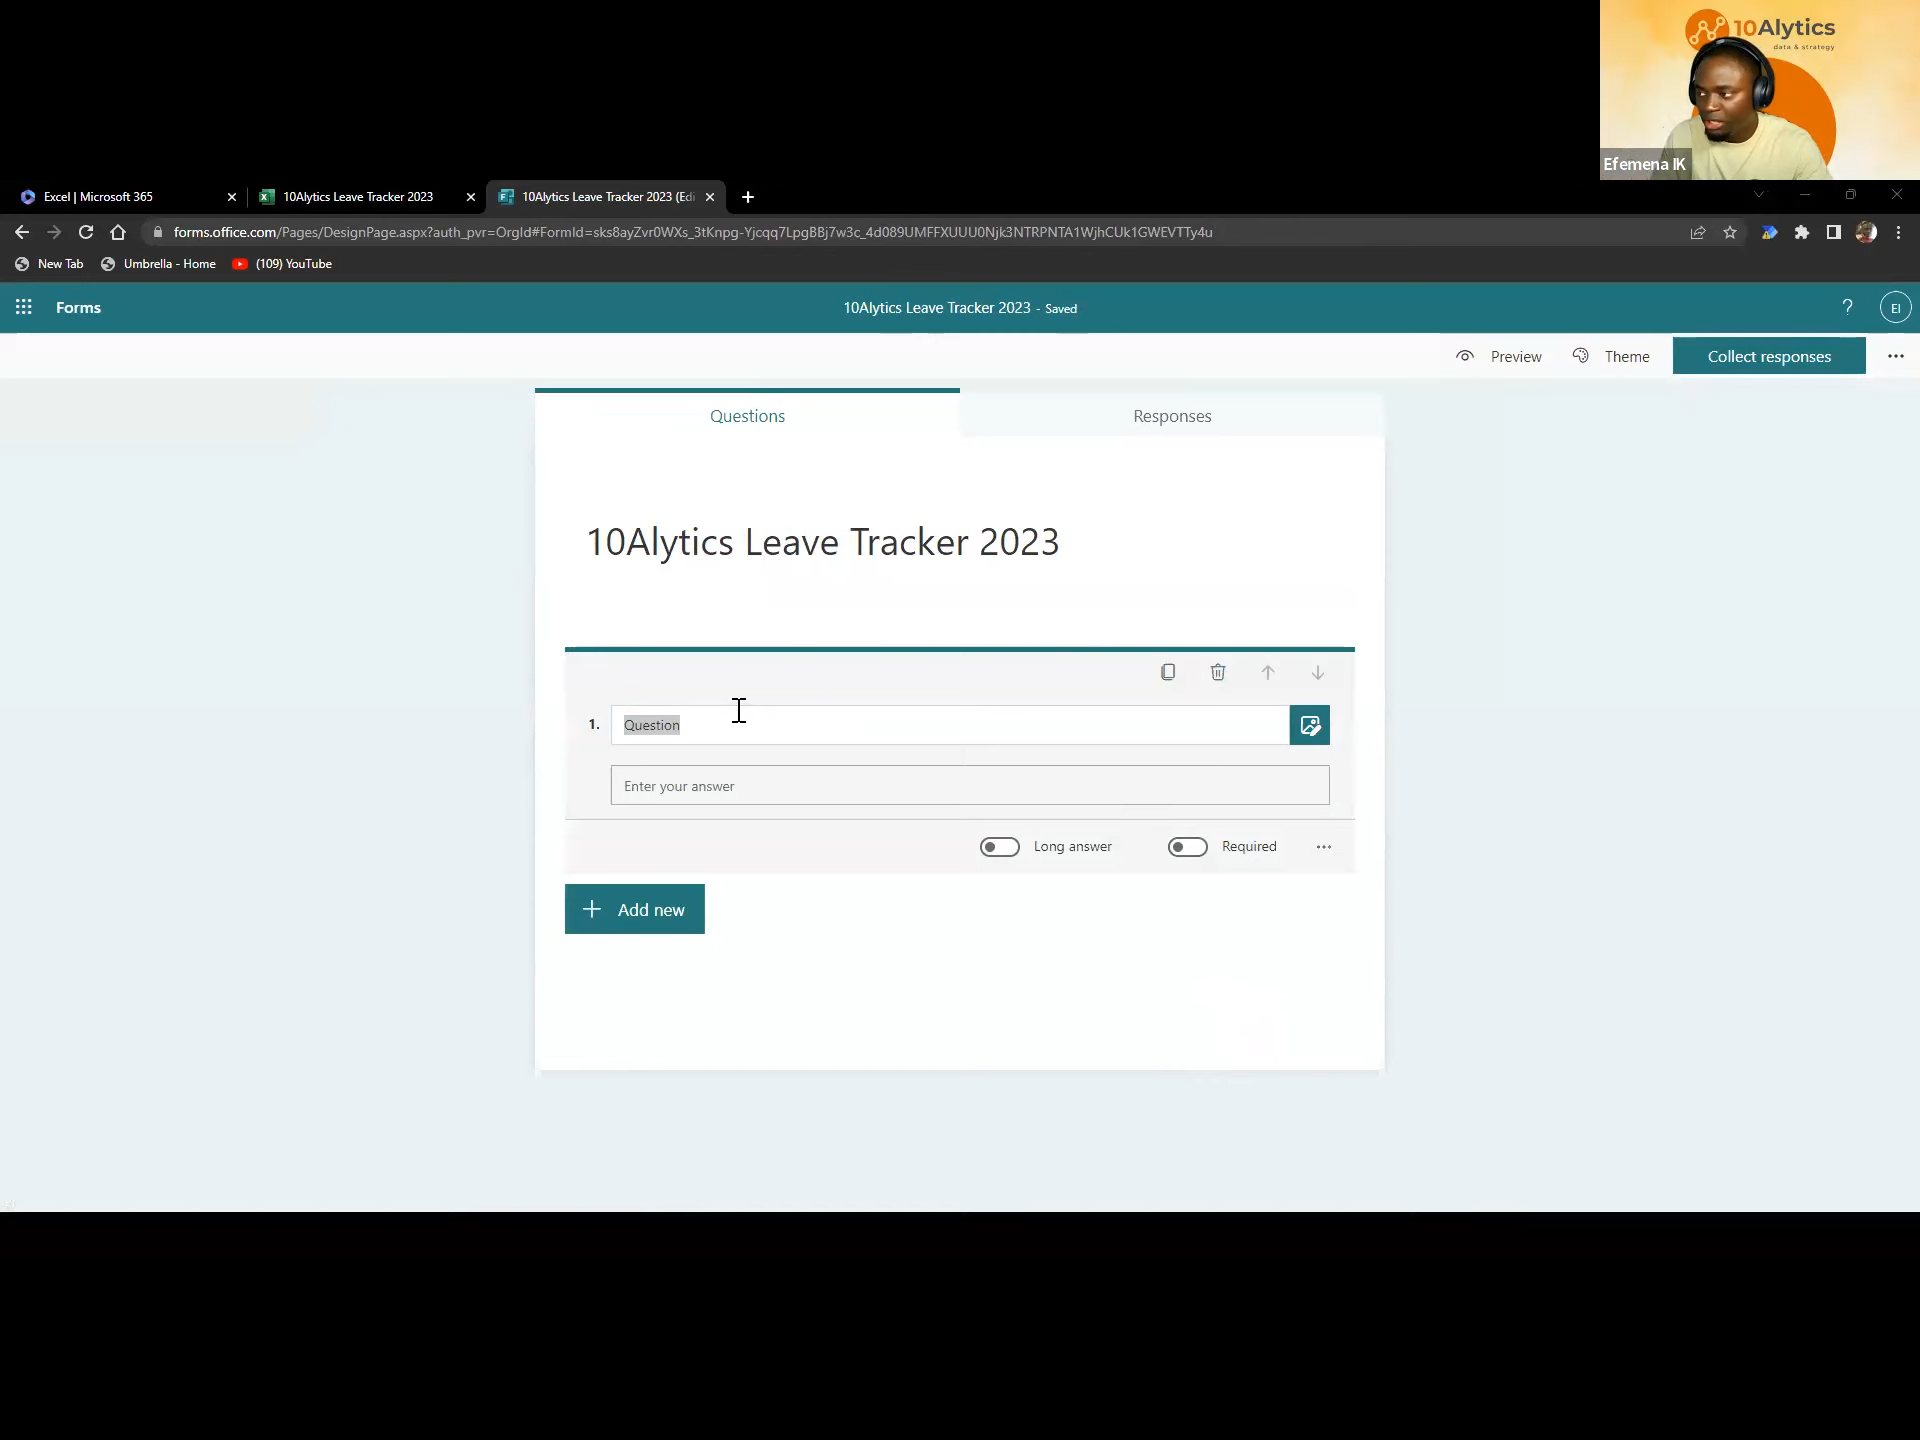 10Alytics
data & strategy
Efemena IK
Excel | Microsoft 365
10Alytics Leave Tracker 2023
10Alytics Leave Tracker 2023 (Edi
forms.office.com/Pages/DesignPage.aspx?auth_pvr=OrgId#FormId=sks8ayZvr0WXs_3tKnpg-Yjcqq7LpgBBj7w3c_4d089UMFFXUUU0Njk3NTRPNTA1WjhCUk1GWEVTTy4u
New Tab
Umbrella - Home
(109) YouTube
Forms
10Alytics Leave Tracker 2023 - Saved
?
EI
Preview
Theme
Collect responses
Questions
Responses
10Alytics Leave Tracker 2023
1.
Question
Enter your answer
Long answer
Required
Add new